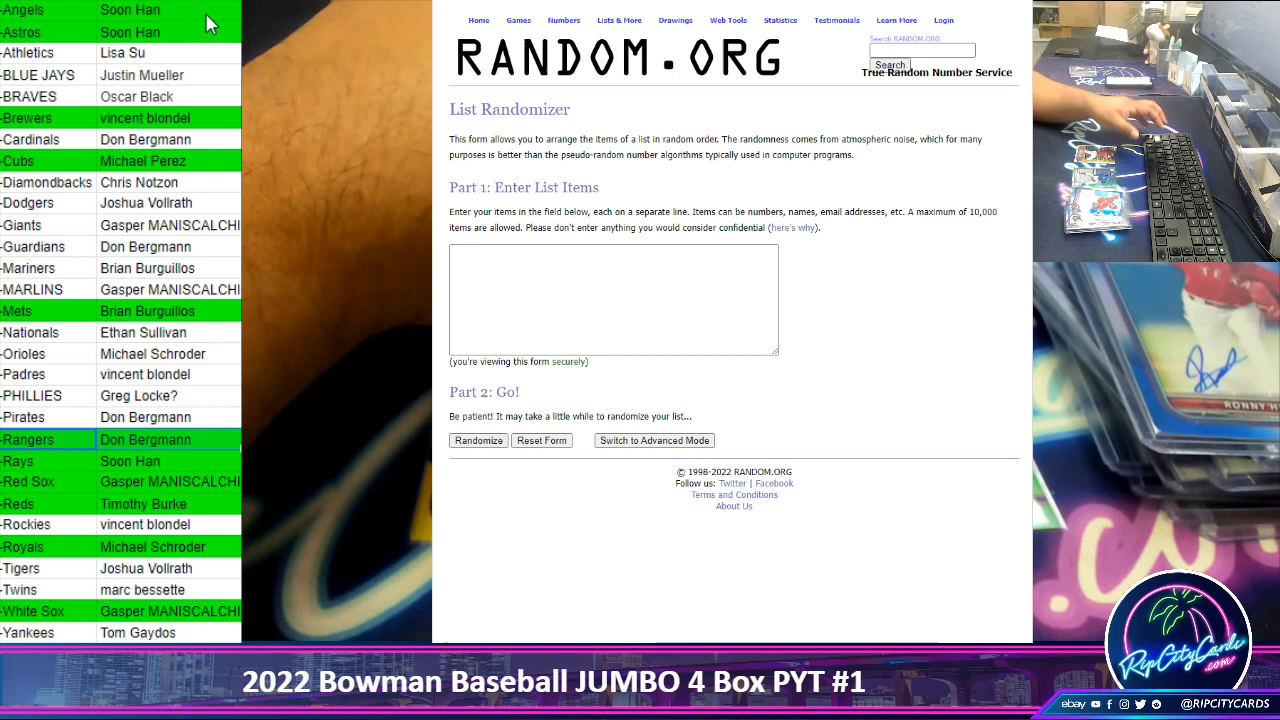 -Angels Soon Han
-Astros Soon Han
-Athletics Lisa Su
-BLUE JAYS Justin Mueller
-BRAVES Oscar Black
-Brewers vincent blondel
-Cardinals Don Bergmann
-Cubs Michael Perez
-Diamondbacks Chris Notzon
-Dodgers Joshua Vollrath
-Giants Gasper MANISCALCHI
-Guardians Don Bergmann
-Mariners Brian Burguillos
-MARLINS Gasper MANISCALCHI
-Mets Brian Burguillos
-Nationals Ethan Sullivan
-Orioles Michael Schroder
-Padres vincent blondel
-PHILLIES Greg Locke?
-Pirates Don Bergmann
-Rangers Don Bergmann
-Rays Soon Han
-Red Sox Gasper MANISCALCHI
-Reds Timothy Burke
-Rockies vincent blondel
-Royals Michael Schroder
-Tigers Joshua Vollrath
-Twins marc bessette
-White Sox Gasper MANISCALCHI
-Yankees Tom Gaydos
Home Games Numbers Lists & More Drawings Web Tools Statistics Testimonials Learn More Login
RANDOM.ORG
Search RANDOM.ORG
Search
True Random Number Service
List Randomizer
This form allows you to arrange the items of a list in random order. The randomness comes from atmospheric noise, which for many
purposes is better than the pseudo-random number algorithms typically used in computer programs.
Part 1: Enter List Items
Enter your items in the field below, each on a separate line. Items can be numbers, names, email addresses, etc. A maximum of 10,000
items are allowed. Please don't enter anything you would consider confidential (here's why).
(you're viewing this form securely)
Part 2: Go!
Be patient! It may take a little while to randomize your list...
Randomize Reset Form Switch to Advanced Mode
© 1998-2022 RANDOM.ORG
Follow us: Twitter | Facebook
Terms and Conditions
About Us
RONNY H
RipCityCards
.com
2022 Bowman Baseball JUMBO 4 Box PYT #1
ebay @RIPCITYCARDS